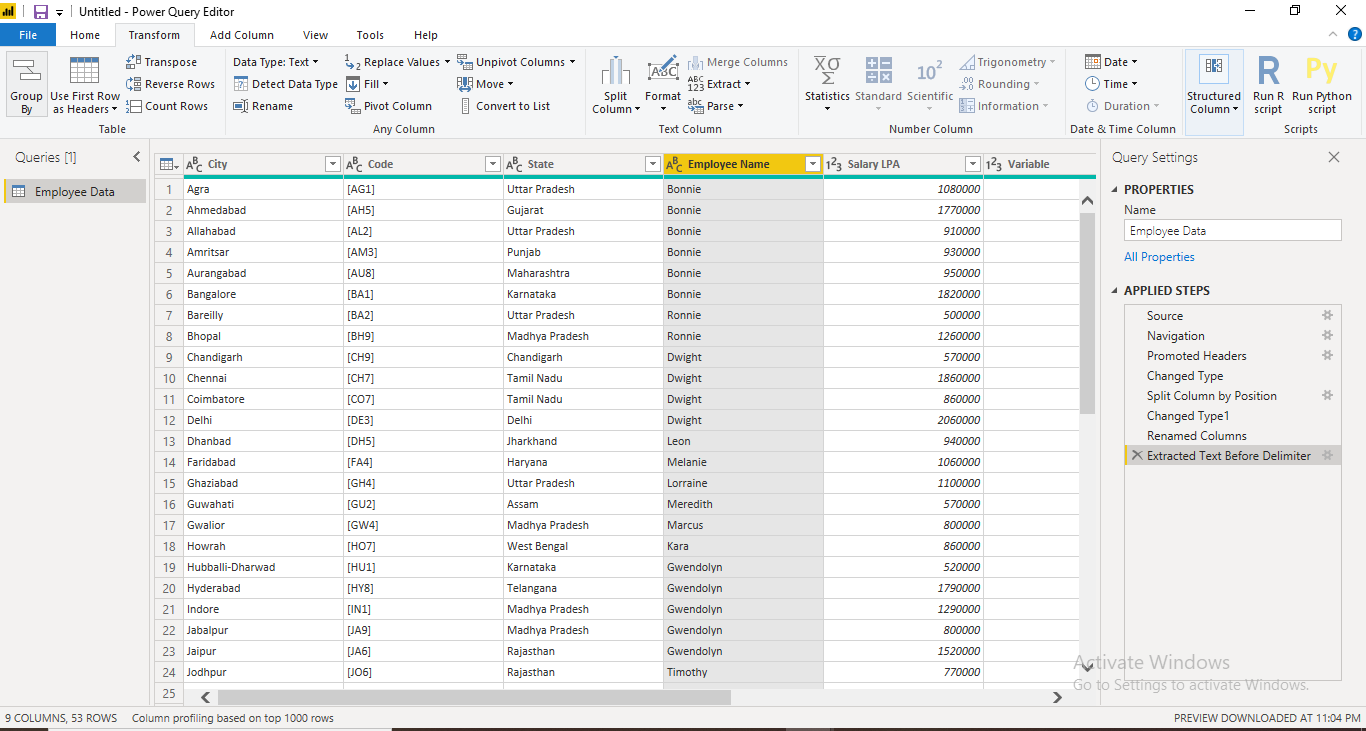 Untitled - Power Query Editor
File Home Transform Add Column View Tools Help
Group By
Use First Row as Headers
Transpose
Reverse Rows
Count Rows
Table
Data Type: Text
Detect Data Type
Rename
Replace Values
Fill
Pivot Column
Unpivot Columns
Move
Convert to List
Any Column
Split Column
Format
Merge Columns
Extract
Parse
Text Column
Statistics
Standard
Scientific
Trigonometry
Rounding
Information
Number Column
Date
Time
Duration
Date & Time Column
Structured Column
Run R script
Run Python script
Scripts
Queries [1]
Employee Data
City Code State Employee Name Salary LPA Variable
1 Agra [AG1] Uttar Pradesh Bonnie 1080000
2 Ahmedabad [AH5] Gujarat Bonnie 1770000
3 Allahabad [AL2] Uttar Pradesh Bonnie 910000
4 Amritsar [AM3] Punjab Bonnie 930000
5 Aurangabad [AU8] Maharashtra Bonnie 950000
6 Bangalore [BA1] Karnataka Bonnie 1820000
7 Bareilly [BA2] Uttar Pradesh Ronnie 500000
8 Bhopal [BH9] Madhya Pradesh Ronnie 1260000
9 Chandigarh [CH9] Chandigarh Dwight 570000
10 Chennai [CH7] Tamil Nadu Dwight 1860000
11 Coimbatore [CO7] Tamil Nadu Dwight 860000
12 Delhi [DE3] Delhi Dwight 2060000
13 Dhanbad [DH5] Jharkhand Leon 940000
14 Faridabad [FA4] Haryana Melanie 1060000
15 Ghaziabad [GH4] Uttar Pradesh Lorraine 1100000
16 Guwahati [GU2] Assam Meredith 570000
17 Gwalior [GW4] Madhya Pradesh Marcus 800000
18 Howrah [HO7] West Bengal Kara 860000
19 Hubballi-Dharwad [HU1] Karnataka Gwendolyn 520000
20 Hyderabad [HY8] Telangana Gwendolyn 1790000
21 Indore [IN1] Madhya Pradesh Gwendolyn 1290000
22 Jabalpur [JA9] Madhya Pradesh Gwendolyn 800000
23 Jaipur [JA6] Rajasthan Gwendolyn 1520000
24 Jodhpur [JO6] Rajasthan Timothy 770000
25
Query Settings
PROPERTIES
Name
Employee Data
All Properties
APPLIED STEPS
Source
Navigation
Promoted Headers
Changed Type
Split Column by Position
Changed Type1
Renamed Columns
Extracted Text Before Delimiter
Activate Windows
Go to Settings to activate Windows.
9 COLUMNS, 53 ROWS Column profiling based on top 1000 rows
PREVIEW DOWNLOADED AT 11:04 PM